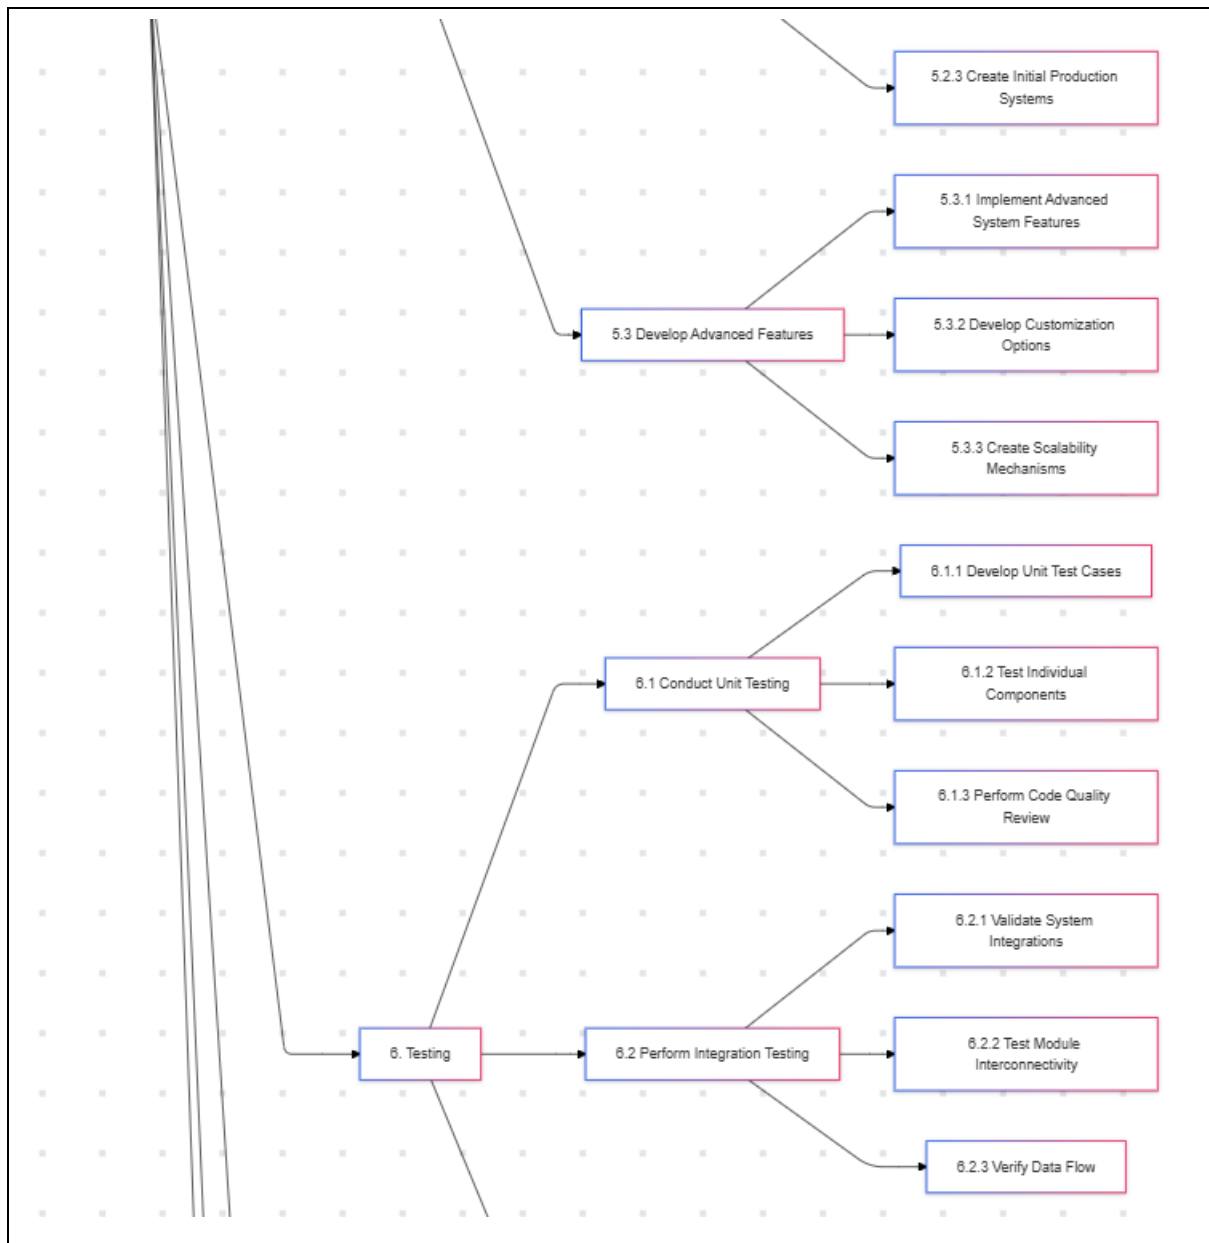 5.2.3 Create Initial Production
Systems
5.3.1 Implement Advanced
System Features
5.3 Develop Advanced Features
5.3.2 Develop Customization
Options
5.3.3 Create Scalability
Mechanisms
6.1.1 Develop Unit Test Cases
6.1 Conduct Unit Testing
6.1.2 Test Individual
Components
6.1.3 Perform Code Quality
Review
6.2.1 Validate System
Integrations
6. Testing
6.2 Perform Integration Testing
6.2.2 Test Module
Interconnectivity
6.2.3 Verify Data Flow